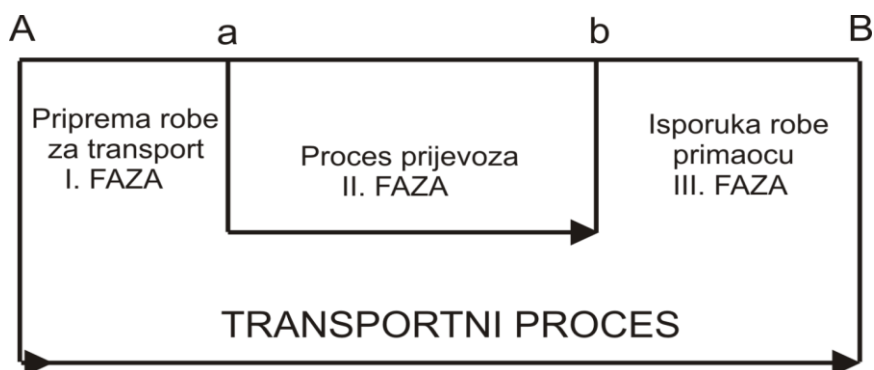 A
a
b
B
Priprema robe
za transport
I. FAZA
Proces prijevoza
II. FAZA
Isporuka robe
primaocu
III. FAZA
TRANSPORTNI PROCES